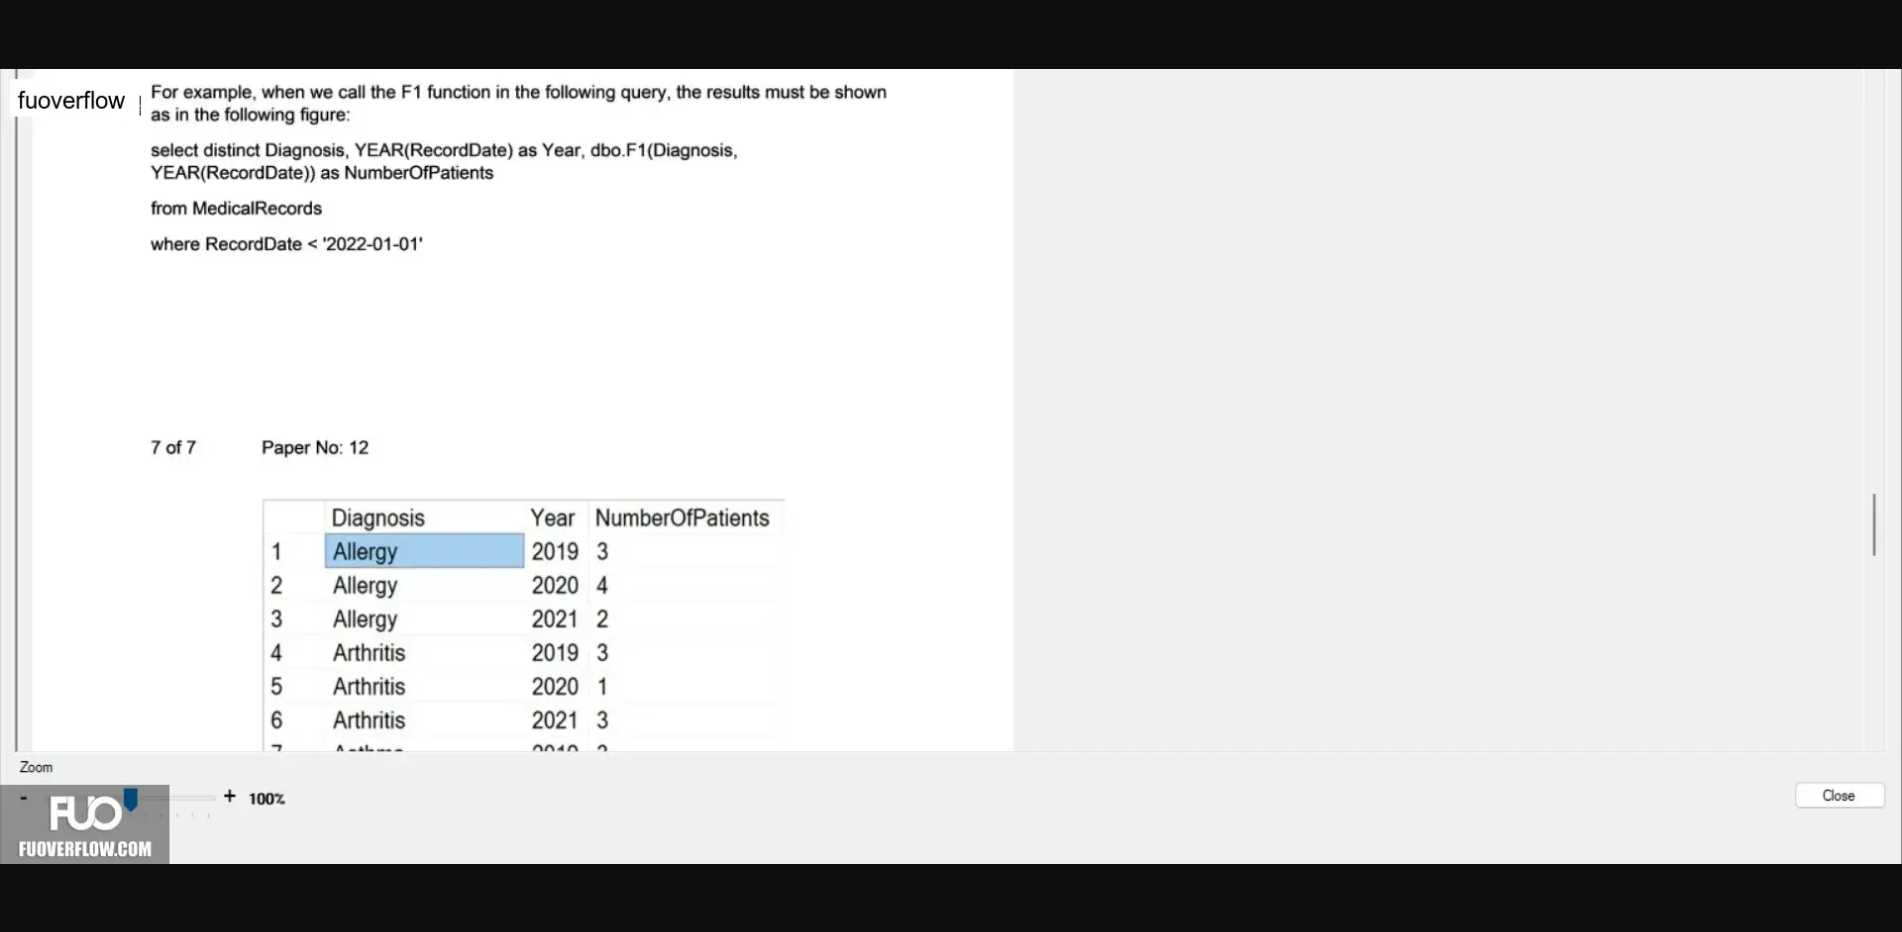 fuoverflow
For example, when we call the F1 function in the following query, the results must be shown
as in the following figure:
select distinct Diagnosis, YEAR(RecordDate) as Year, dbo.F1(Diagnosis,
YEAR(RecordDate)) as NumberOfPatients
from MedicalRecords
where RecordDate < '2022-01-01'
7 of 7 Paper No: 12
Diagnosis Year NumberOfPatients
1 Allergy 2019 3
2 Allergy 2020 4
3 Allergy 2021 2
4 Arthritis 2019 3
5 Arthritis 2020 1
6 Arthritis 2021 3
Zoom
- + 100%
Close
FUO
FUOVERFLOW.COM